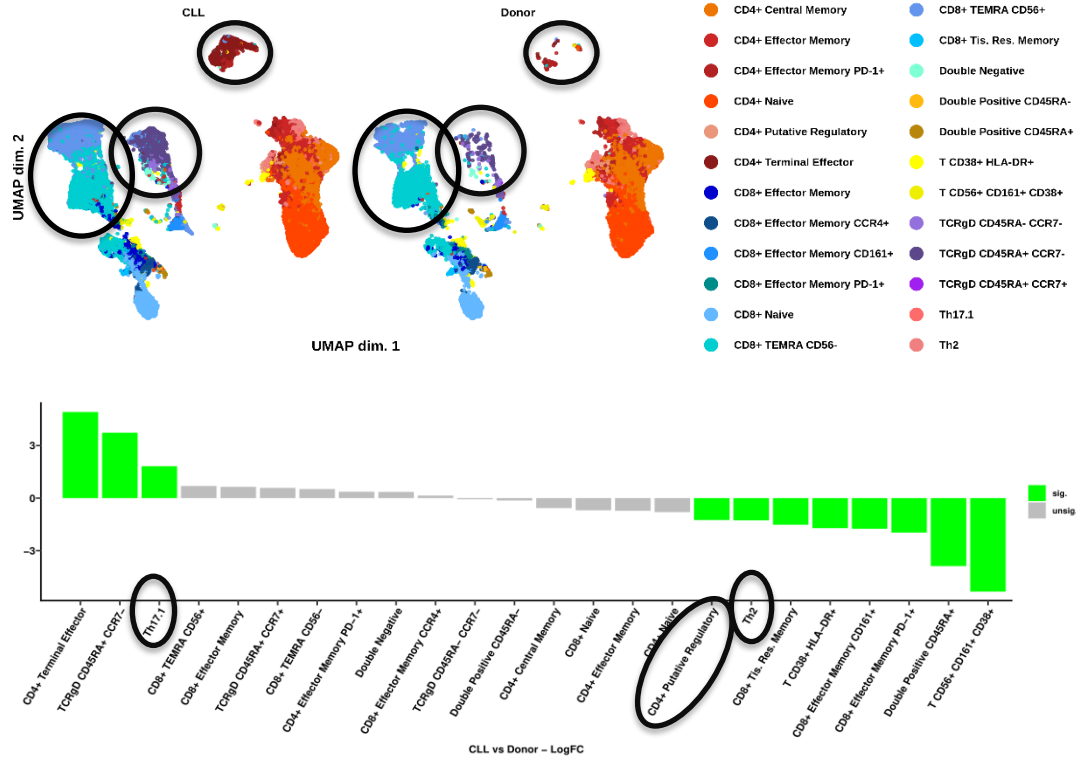 CLL
Donor
UMAP dim. 2
UMAP dim. 1
CD4+ Central Memory
CD4+ Effector Memory
CD4+ Effector Memory PD-1+
CD4+ Naive
CD4+ Putative Regulatory
CD4+ Terminal Effector
CD8+ Effector Memory
CD8+ Effector Memory CCR4+
CD8+ Effector Memory CD161+
CD8+ Effector Memory PD-1+
CD8+ Naive
CD8+ TEMRA CD56-
CD8+ TEMRA CD56+
CD8+ Tis. Res. Memory
Double Negative
Double Positive CD45RA-
Double Positive CD45RA+
T CD38+ HLA-DR+
T CD56+ CD161+ CD38+
TCRgD CD45RA- CCR7-
TCRgD CD45RA+ CCR7-
TCRgD CD45RA+ CCR7+
Th17.1
Th2
3
0
−3
sig.
unsig.
CD4+ Terminal Effector
TCRgD CD45RA+ CCR7−
Th17.1
CD8+ TEMRA CD56+
CD8+ Effector Memory
TCRgD CD45RA+ CCR7+
CD8+ TEMRA CD56−
CD4+ Effector Memory PD−1+
Double Negative
CD8+ Effector Memory CCR4+
TCRgD CD45RA− CCR7−
Double Positive CD45RA−
CD4+ Central Memory
CD8+ Naive
CD4+ Effector Memory
CD4+ Naive
CD4+ Putative Regulatory
Th2
CD8+ Tis. Res. Memory
T CD38+ HLA−DR+
CD8+ Effector Memory CD161+
CD8+ Effector Memory PD−1+
Double Positive CD45RA+
T CD56+ CD161+ CD38+
CLL vs Donor − LogFC